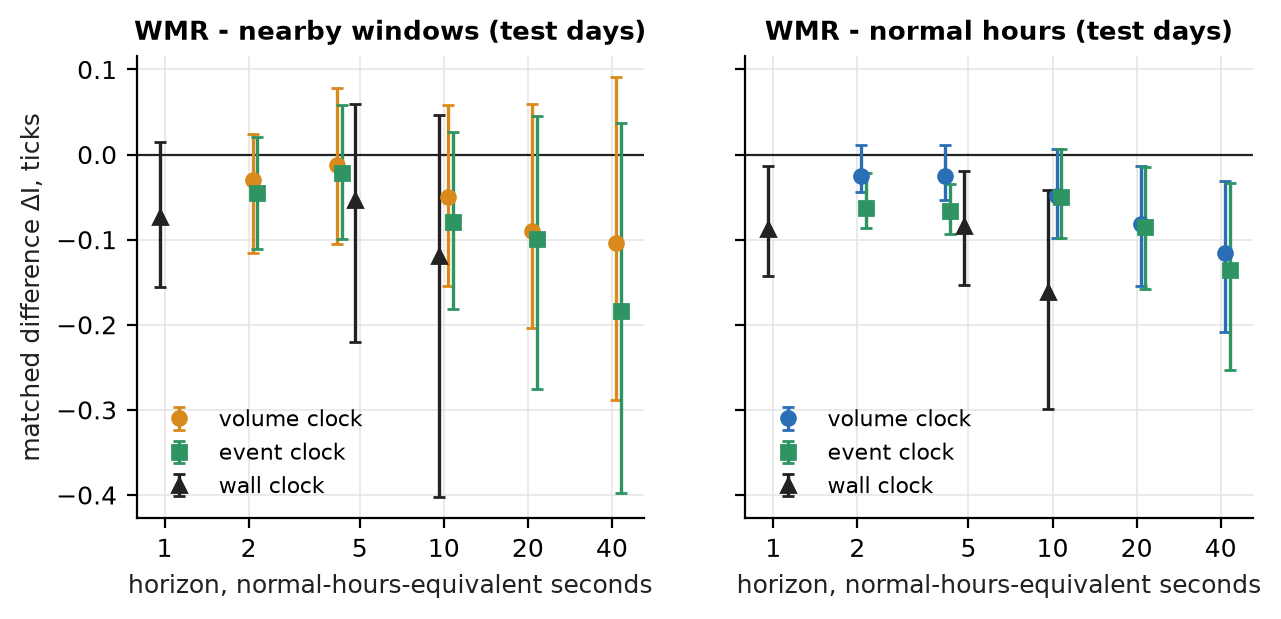 WMR - nearby windows (test days)
WMR - normal hours (test days)
matched difference ΔI, ticks
0.1
0.0
−0.1
−0.2
−0.3
−0.4
volume clock
event clock
wall clock
volume clock
event clock
wall clock
1 2 5 10 20 40
1 2 5 10 20 40
horizon, normal-hours-equivalent seconds
horizon, normal-hours-equivalent seconds